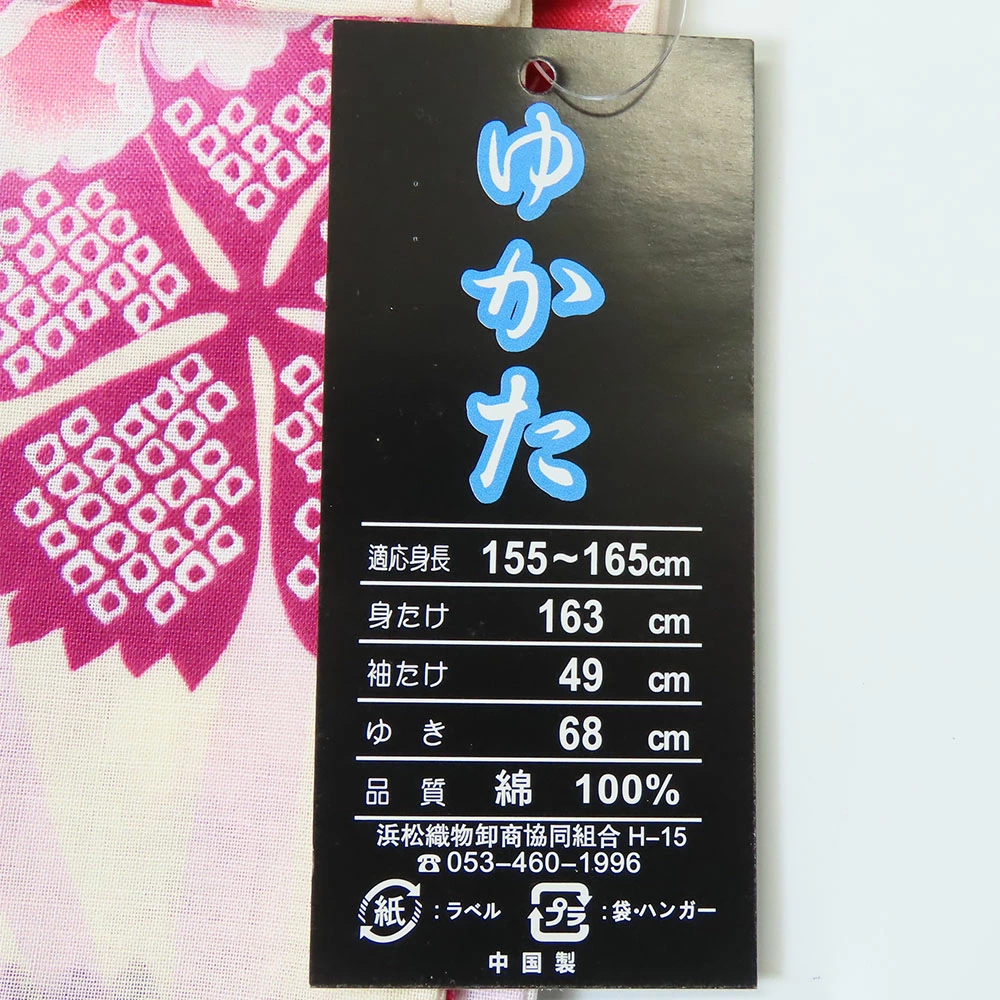 ゆかた
適応身長 155～165cm
身たけ 163 cm
袖たけ 49 cm
ゆき 68 cm
品質 綿 100%
浜松織物卸商協同組合 H-15
☎053-460-1996
紙 : ラベル プラ : 袋・ハンガー
中国製